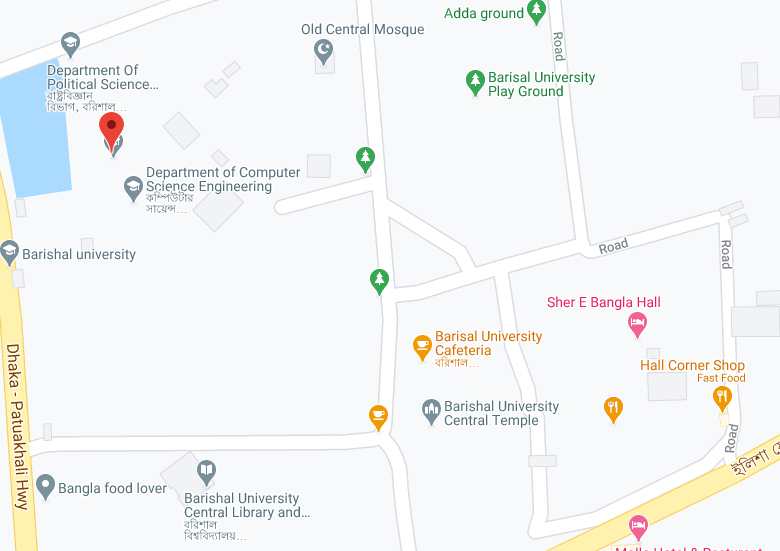 Adda ground
Old Central Mosque
Road
Department Of
Political Science...
রাষ্ট্রবিজ্ঞান
বিভাগ, বরিশাল...
Barisal University
Play Ground
Department of Computer
Science Engineering
কম্পিউটার
সায়েন্স...
Barishal university
Road
Road
Sher E Bangla Hall
Barisal University
Cafeteria
বরিশাল...
Hall Corner Shop
Fast Food
Dhaka - Patuakhali Hwy
Barishal University
Central Temple
Road
ইলিশা
Bangla food lover
Barishal University
Central Library and...
বরিশাল
বিশ্ববিদ্যালয়...